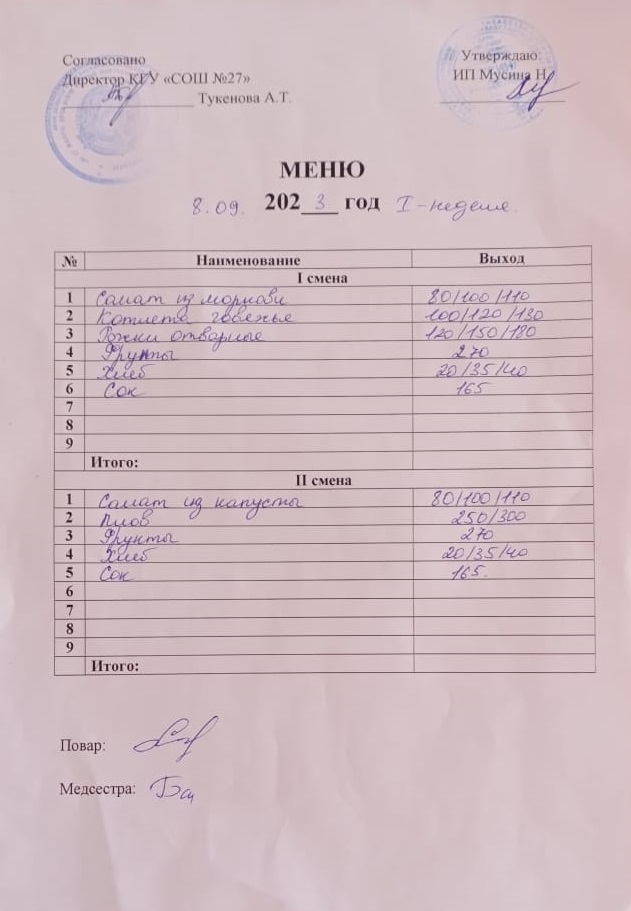 Согласовано
Директор КГУ «СОШ №27»
Тукенова А.Т.
Утверждаю:
ИП Мусина Н.
МЕНЮ
8.09. 2023 год I-неделя.
№ Наименование Выход
I смена
1 Салат из моркови 80/100/110
2 Котлета говежье 100/120/130
3 Рожки отварные 120/150/180
4 Фрукты 270
5 Хлеб 20/35/40
6 Сок 165
7
8
9
Итого:
II смена
1 Салат из капусты 80/100/110
2 Плов 250/300
3 Фрукты 270
4 Хлеб 20/35/40
5 Сок 165.
6
7
8
9
Итого:
Повар:
Медсестра: